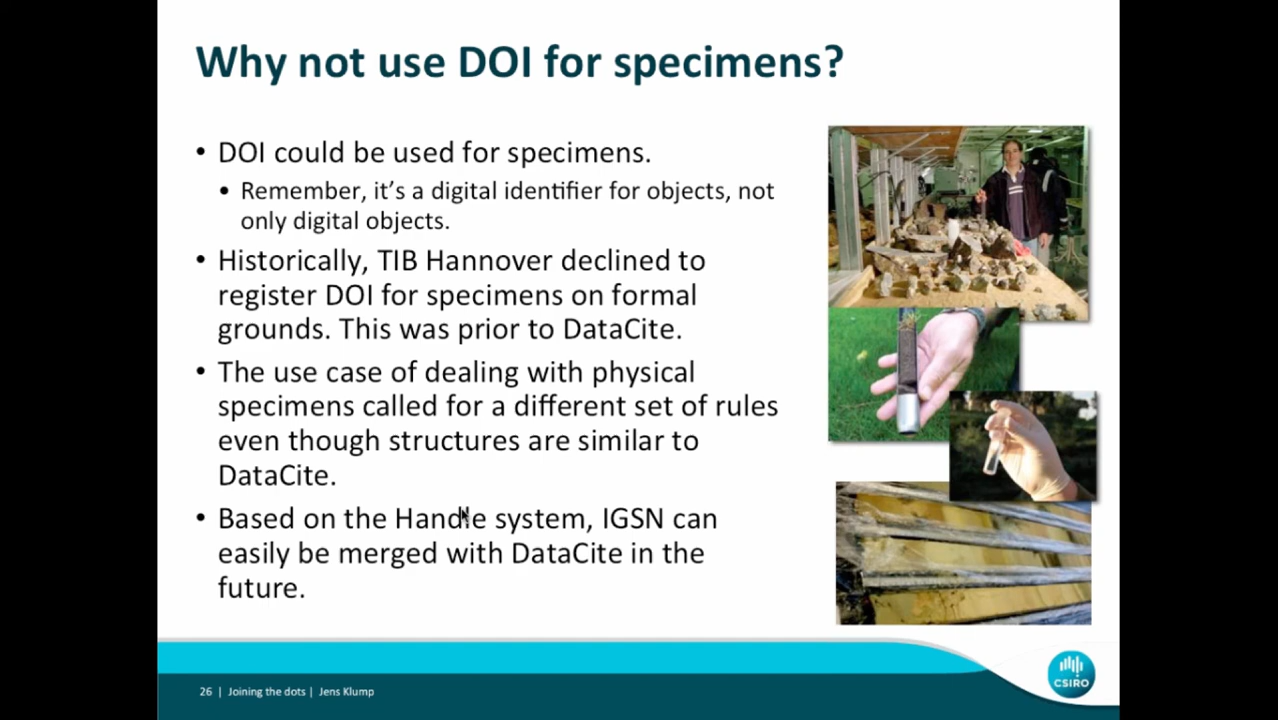 Why not use DOI for specimens?
• DOI could be used for specimens.
• Remember, it's a digital identifier for objects, not
only digital objects.
• Historically, TIB Hannover declined to
register DOI for specimens on formal
grounds. This was prior to DataCite.
• The use case of dealing with physical
specimens called for a different set of rules
even though structures are similar to
DataCite.
• Based on the Handle system, IGSN can
easily be merged with DataCite in the
future.
26 | Joining the dots | Jens Klump
CSIRO